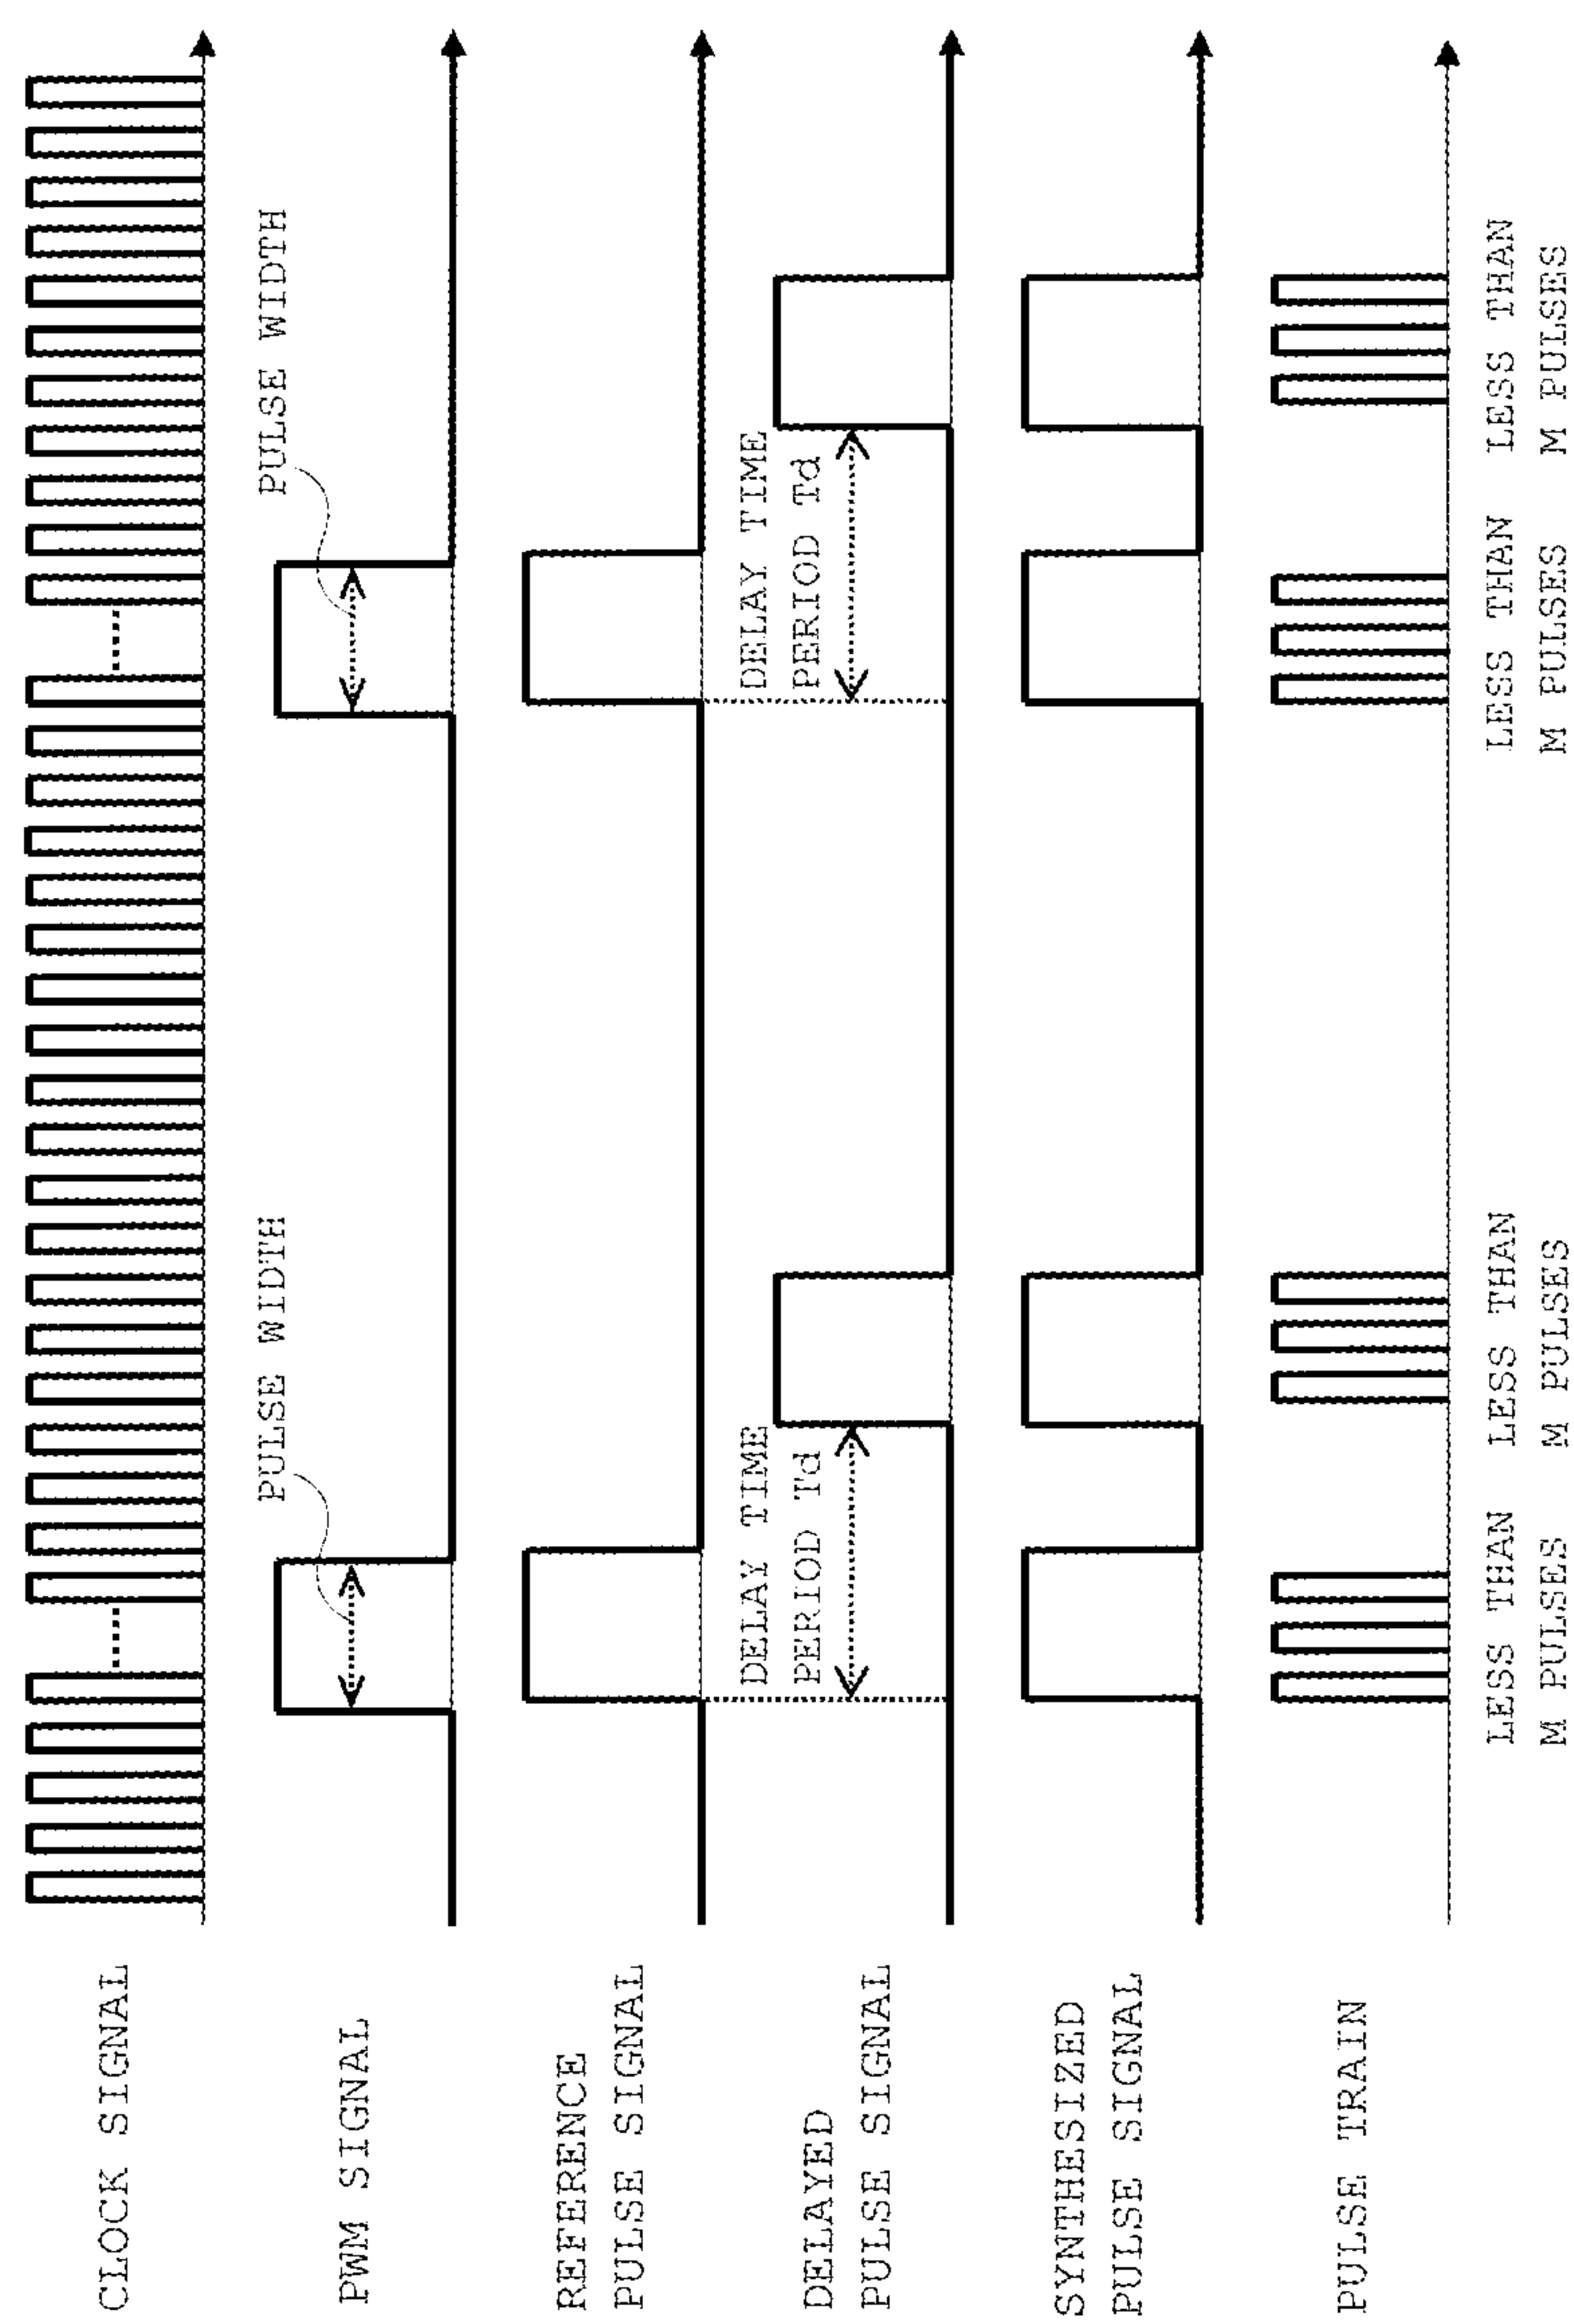 CLOCK SIGNAL
PULSE WIDTH
PULSE WIDTH
PWM SIGNAL
REFERENCE
PULSE SIGNAL
DELAY TIME
PERIOD Td
DELAY TIME
PERIOD Td
DELAYED
PULSE SIGNAL
SYNTHESIZED
PULSE SIGNAL
PULSE TRAIN
LESS THAN
M PULSES
LESS THAN
M PULSES
LESS THAN
M PULSES
LESS THAN
M PULSES